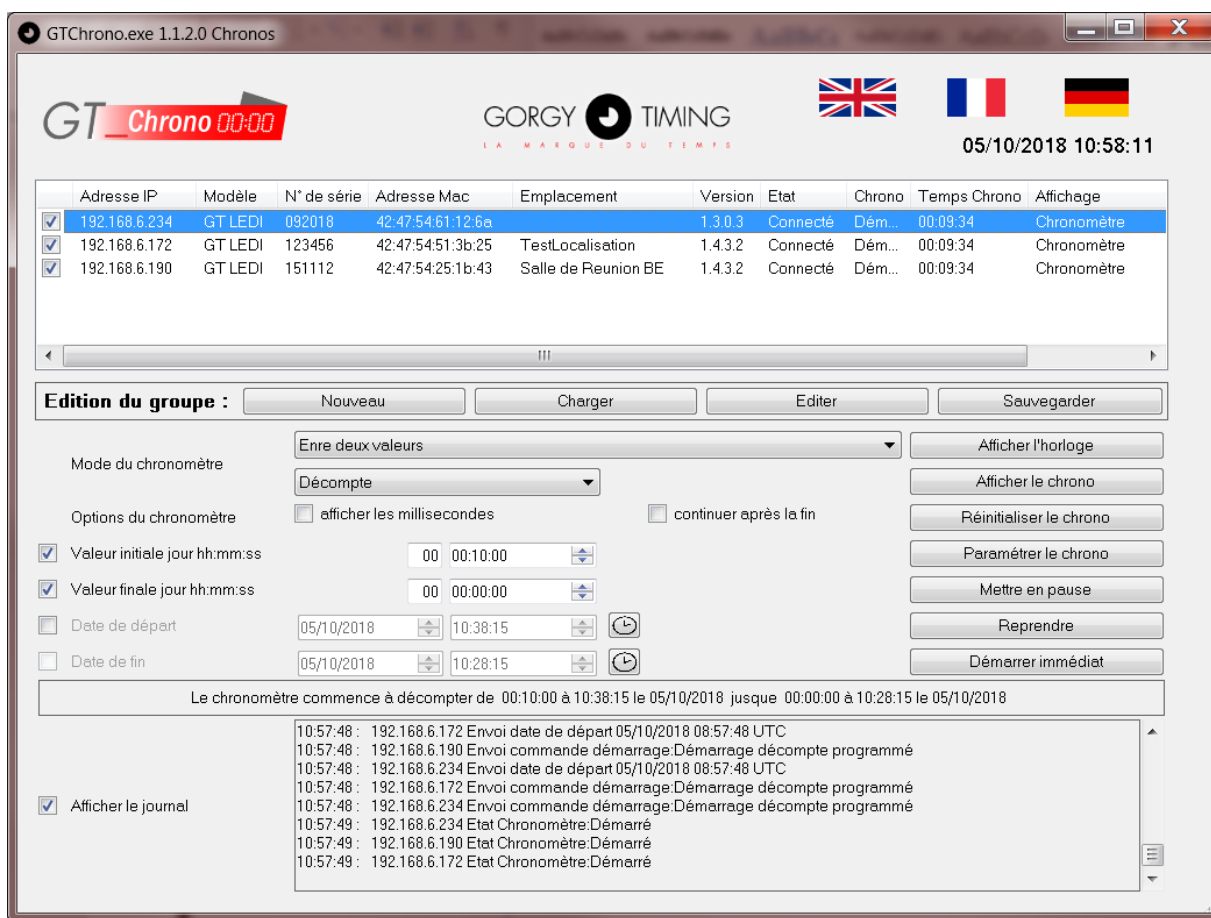 GTChrono.exe 1.1.2.0 Chronos
GT_Chrono 00:00
GORGY TIMING
LA MARQUE DU TEMPS
05/10/2018 10:58:11
Adresse IP Modèle N° de série Adresse Mac Emplacement Version Etat Chrono Temps Chrono Affichage
192.168.6.234 GT LEDI 092018 42:47:54:61:12:6a 1.3.0.3 Connecté Dém... 00:09:34 Chronomètre
192.168.6.172 GT LEDI 123456 42:47:54:51:3b:25 TestLocalisation 1.4.3.2 Connecté Dém... 00:09:34 Chronomètre
192.168.6.190 GT LEDI 151112 42:47:54:25:1b:43 Salle de Reunion BE 1.4.3.2 Connecté Dém... 00:09:34 Chronomètre
Edition du groupe : Nouveau Charger Editer Sauvegarder
Mode du chronomètre
Enre deux valeurs
Afficher l'horloge
Décompte
Afficher le chrono
Options du chronomètre afficher les millisecondes continuer après la fin Réinitialiser le chrono
Valeur initiale jour hh:mm:ss 00 00:10:00 Paramétrer le chrono
Valeur finale jour hh:mm:ss 00 00:00:00 Mettre en pause
Date de départ 05/10/2018 10:38:15 Reprendre
Date de fin 05/10/2018 10:28:15 Démarrer immédiat
Le chronomètre commence à décompter de 00:10:00 à 10:38:15 le 05/10/2018 jusque 00:00:00 à 10:28:15 le 05/10/2018
Afficher le journal
10:57:48 : 192.168.6.172 Envoi date de départ 05/10/2018 08:57:48 UTC
10:57:48 : 192.168.6.190 Envoi commande démarrage:Démarrage décompte programmé
10:57:48 : 192.168.6.234 Envoi date de départ 05/10/2018 08:57:48 UTC
10:57:48 : 192.168.6.172 Envoi commande démarrage:Démarrage décompte programmé
10:57:48 : 192.168.6.234 Envoi commande démarrage:Démarrage décompte programmé
10:57:49 : 192.168.6.234 Etat Chronomètre:Démarré
10:57:49 : 192.168.6.190 Etat Chronomètre:Démarré
10:57:49 : 192.168.6.172 Etat Chronomètre:Démarré